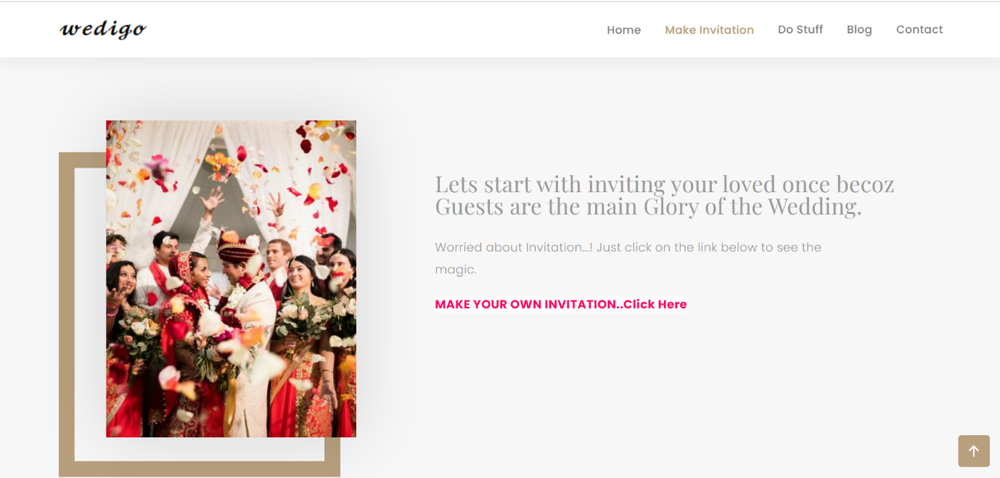 wedigo
Home Make Invitation Do Stuff Blog Contact
Lets start with inviting your loved once becoz
Guests are the main Glory of the Wedding.
Worried about Invitation...! Just click on the link below to see the
magic.
MAKE YOUR OWN INVITATION..Click Here